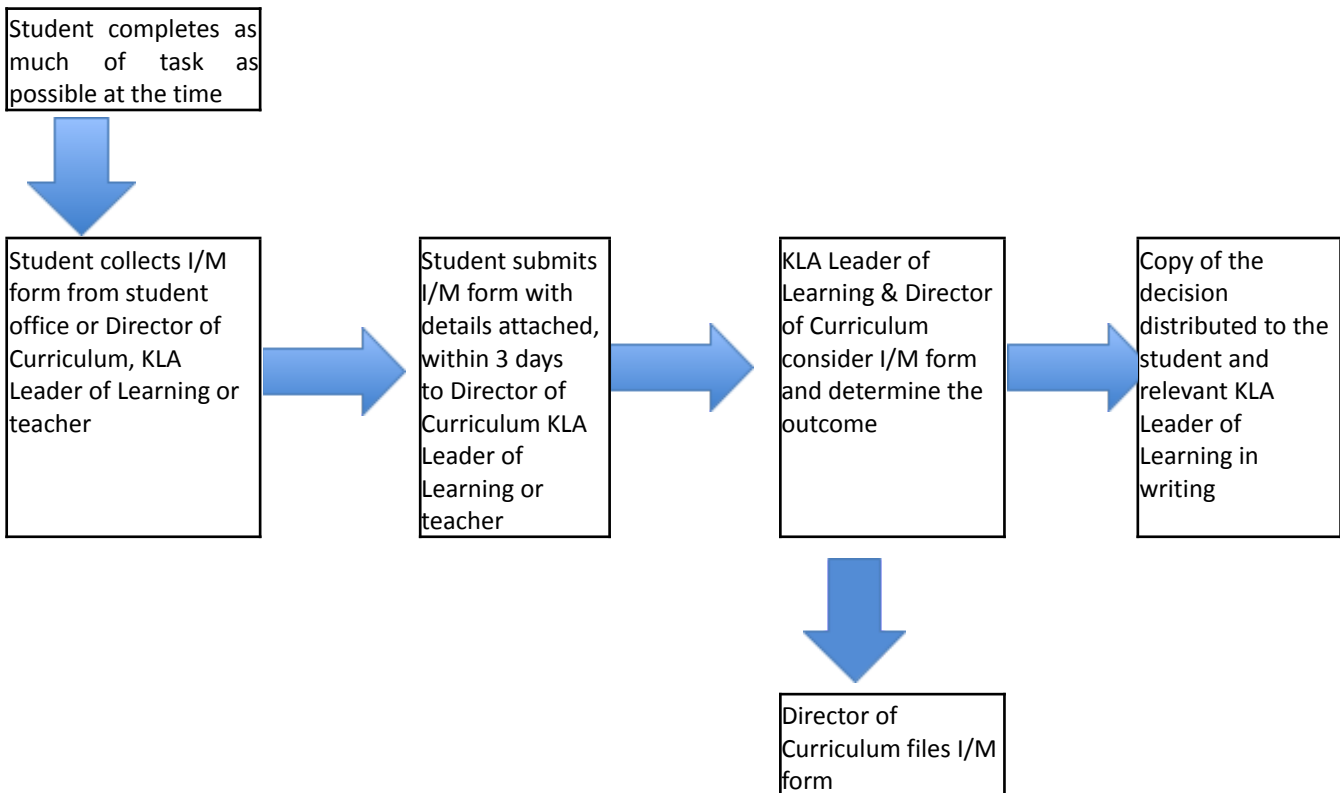 Student completes as
much of task as
possible at the time
Student collects I/M
form from student
office or Director of
Curriculum, KLA
Leader of Learning or
teacher
Student submits
I/M form with
details attached,
within 3 days
to Director of
Curriculum KLA
Leader of
Learning or
teacher
KLA Leader of
Learning & Director
of Curriculum
consider I/M form
and determine the
outcome
Copy of the
decision
distributed to the
student and
relevant KLA
Leader of
Learning in
writing
Director of
Curriculum files I/M
form